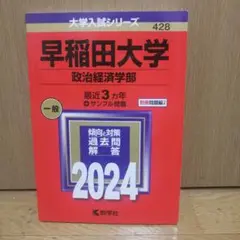 大学入試シリーズ
428
早稲田大学
政治経済学部
最近3カ年
一般
傾向と対策
過去問
解答
2024
教学社